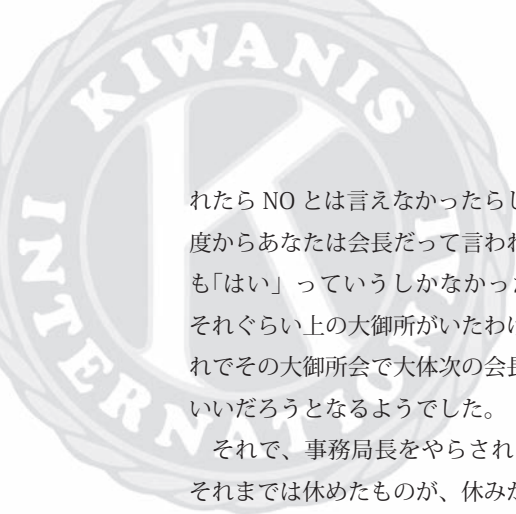 KIWANIS
INTERNATIONAL
れたら NO とは言えなかったらし
度からあなたは会長だって言われ
も「はい」っていうしかなかった
それぐらい上の大御所がいたわけ
れでその大御所会で大体次の会長
いいだろうとなるようでした。
それで、事務局長をやらされ
それまでは休めたものが、休みが